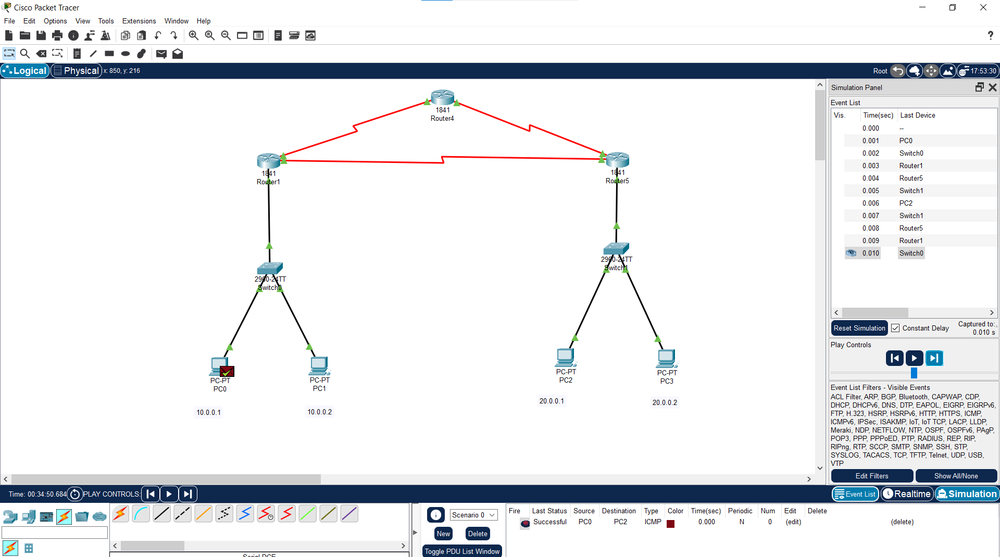 Cisco Packet Tracer
File Edit Options View Tools Extensions Window Help
?
Logical Physical x: 850, y: 216 Root 17:53:30
1841
Router4
1841
Router1
1841
Router5
2960-24TT
Switch0
2960-24TT
Switch1
PC-PT
PC0
PC-PT
PC1
PC-PT
PC2
PC-PT
PC3
10.0.0.1
10.0.0.2
20.0.0.1
20.0.0.2
Simulation Panel
Event List
Vis. Time(sec) Last Device
0.000 --
0.001 PC0
0.002 Switch0
0.003 Router1
0.004 Router5
0.005 Switch1
0.006 PC2
0.007 Switch1
0.008 Router5
0.009 Router1
0.010 Switch0
Reset Simulation Constant Delay Captured to:
0.010 s
Play Controls
Event List Filters - Visible Events
ACL Filter, ARP, BGP, Bluetooth, CAPWAP, CDP,
DHCP, DHCPv6, DNS, DTP, EAPOL, EIGRP, EIGRPv6,
FTP, H.323, HSRP, HSRPv6, HTTP, HTTPS, ICMP,
ICMPv6, IPSec, ISAKMP, IoT, IoT TCP, LACP, LLDP,
Meraki, NDP, NETFLOW, NTP, OSPF, OSPFv6, PAgP,
POP3, PPP, PPPoED, PTP, RADIUS, REP, RIP,
RIPng, RTP, SCCP, SMTP, SNMP, SSH, STP,
SYSLOG, TACACS, TCP, TFTP, Telnet, UDP, USB,
VTP
Edit Filters Show All/None
Time: 00:34:50.684 PLAY CONTROLS: Event List Realtime Simulation
Scenario 0
New Delete
Toggle PDU List Window
Fire Last Status Source Destination Type Color Time(sec) Periodic Num Edit Delete
Successful PC0 PC2 ICMP 0.000 N 0 (edit) (delete)
Serial DCE